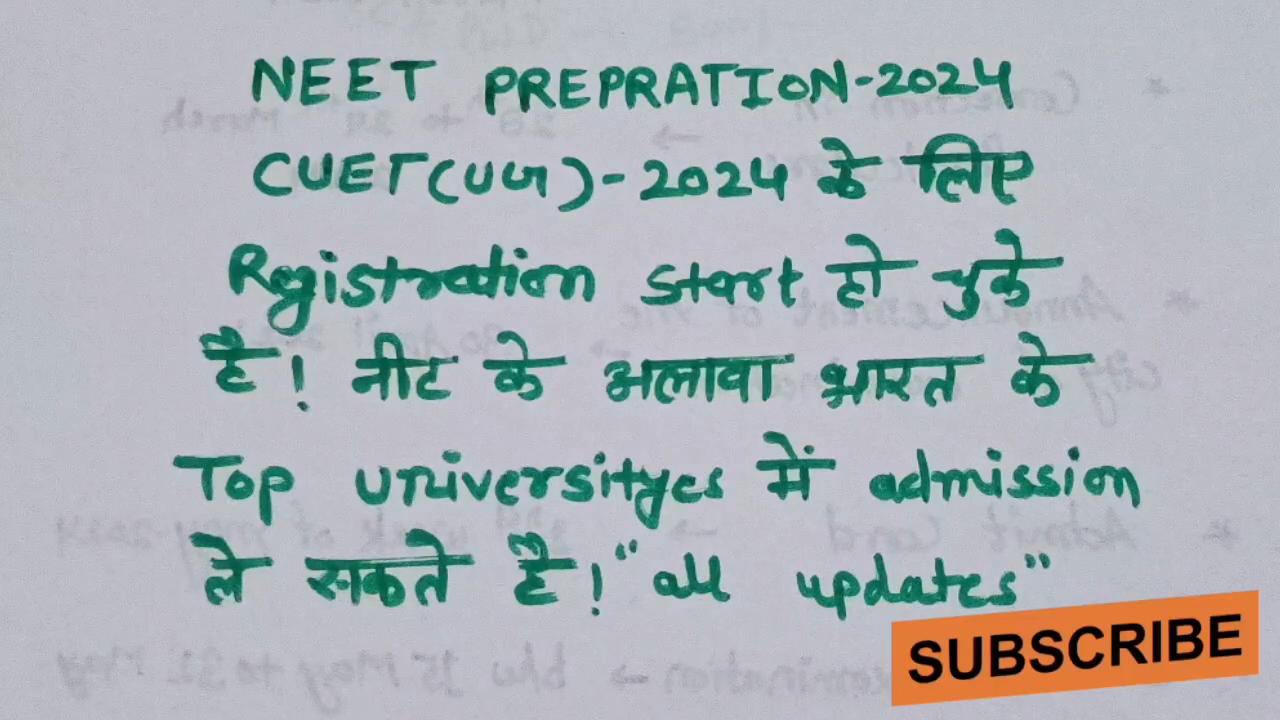 NEET PREPRATION-2024
CUET(UG)-2024 के लिए
Registration start हो चुके
है! नीट के अलावा भारत के
Top universityes में admission
ले सकते है! "all updates"
SUBSCRIBE